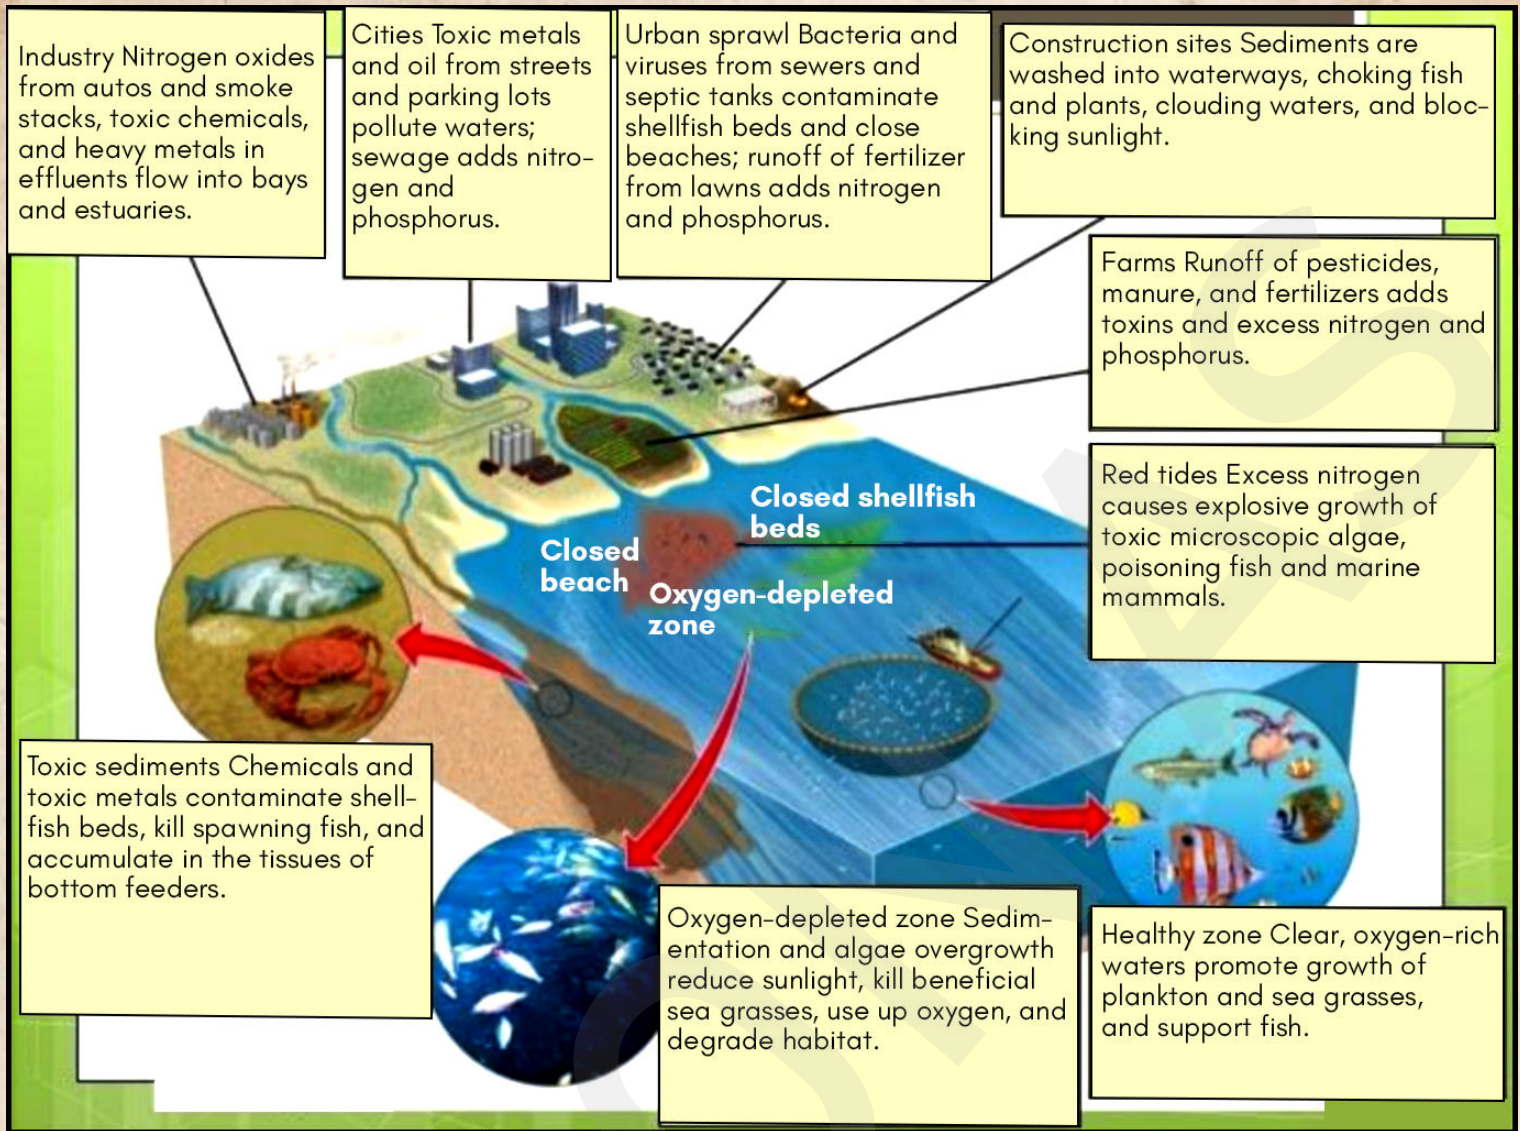 Industry Nitrogen oxides
from autos and smoke
stacks, toxic chemicals,
and heavy metals in
effluents flow into bays
and estuaries.
Cities Toxic metals
and oil from streets
and parking lots
pollute waters;
sewage adds nitro-
gen and
phosphorus.
Urban sprawl Bacteria and
viruses from sewers and
septic tanks contaminate
shellfish beds and close
beaches; runoff of fertilizer
from lawns adds nitrogen
and phosphorus.
Construction sites Sediments are
washed into waterways, choking fish
and plants, clouding waters, and bloc-
king sunlight.
Farms Runoff of pesticides,
manure, and fertilizers adds
toxins and excess nitrogen and
phosphorus.
Red tides Excess nitrogen
causes explosive growth of
toxic microscopic algae,
poisoning fish and marine
mammals.
Closed shellfish
beds
Closed
beach
Oxygen-depleted
zone
Toxic sediments Chemicals and
toxic metals contaminate shell-
fish beds, kill spawning fish, and
accumulate in the tissues of
bottom feeders.
Oxygen-depleted zone Sedim-
entation and algae overgrowth
reduce sunlight, kill beneficial
sea grasses, use up oxygen, and
degrade habitat.
Healthy zone Clear, oxygen-rich
waters promote growth of
plankton and sea grasses,
and support fish.